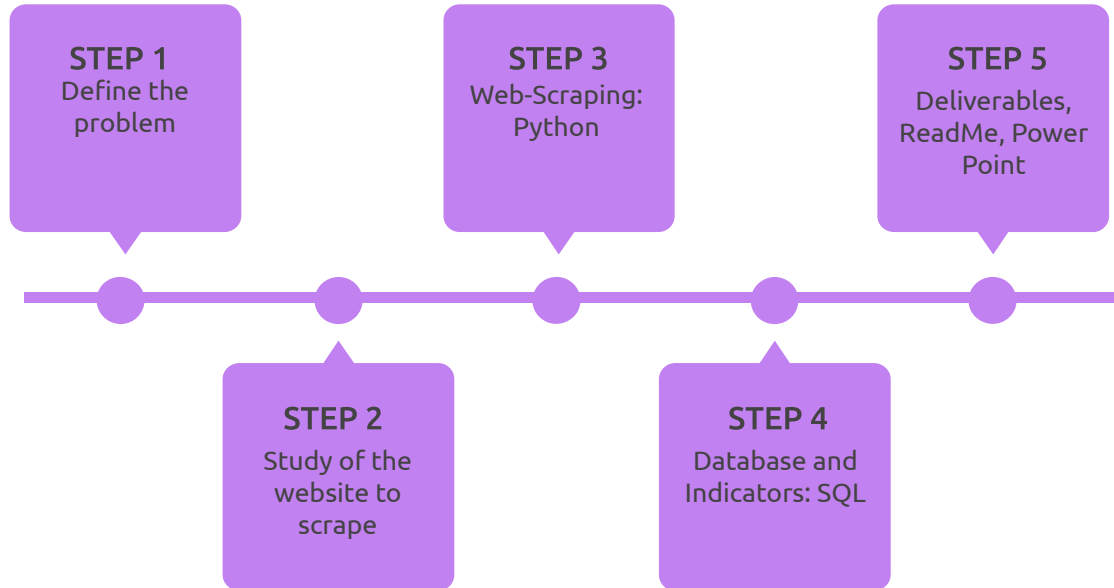 STEP 1
Define the
problem
STEP 2
Study of the
website to
scrape
STEP 3
Web-Scraping:
Python
STEP 4
Database and
Indicators: SQL
STEP 5
Deliverables,
ReadMe, Power
Point